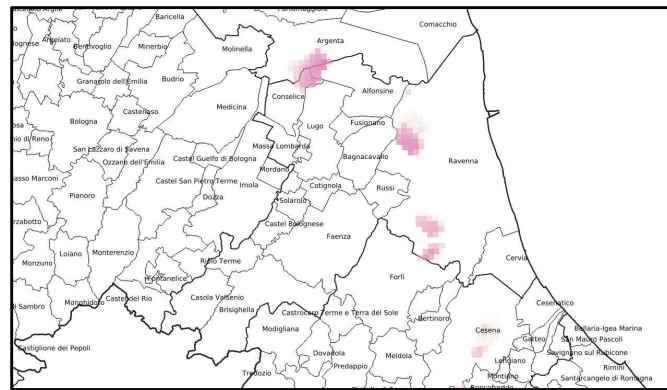 Baricella
Comacchio
Argelato
Argenta
Bentivoglio
Minerbio
Molinella
Granarolo dell'Emilia
Budrio
Conselice
Alfonsine
Medicina
Castenaso
Bologna
Lugo
Fusignano
San Lazzaro di Savena
Massa Lombarda
Ozzano dell'Emilia
Castel Guelfo di Bologna
Bagnacavallo
Ravenna
Mordano
Castel San Pietro Terme
Imola
Cotignola
Russi
Pianoro
Dozza
Solarolo
Castel Bolognese
Faenza
Loiano
Monterenzio
Monzuno
Riolo Terme
Cervia
Fontanelice
Forlì
Monghidoro
Castel del Rio
Casola Valsenio
Cesenatico
Brisighella
Castrocaro Terme e Terra del Sole
Bertinoro
Modigliana
Cesena
Bellaria-Igea Marina
Gatteo
San Mauro Pascoli
Castiglione dei Pepoli
Dovadola
Meldola
Savignano sul Rubicone
Longiano
Predappio
Rimini
Tredozio
Montiano
Santarcangelo di Romagna
Roncofreddo